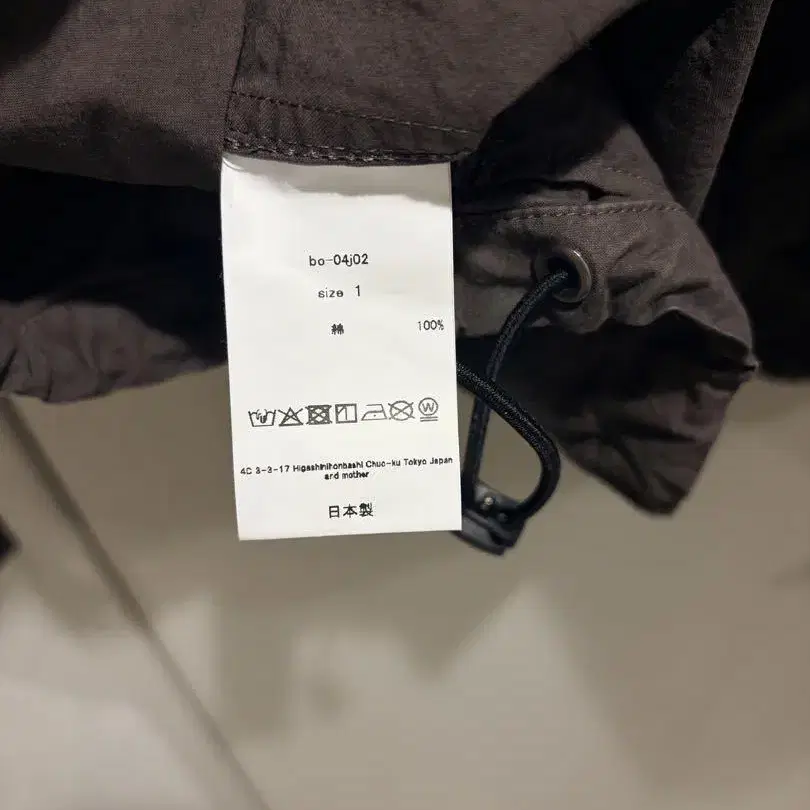 bo-04j02
size 1
綿 100%
4C 3-3-17 Higashinihonbashi Chuo-ku Tokyo Japan
and mother
日本製